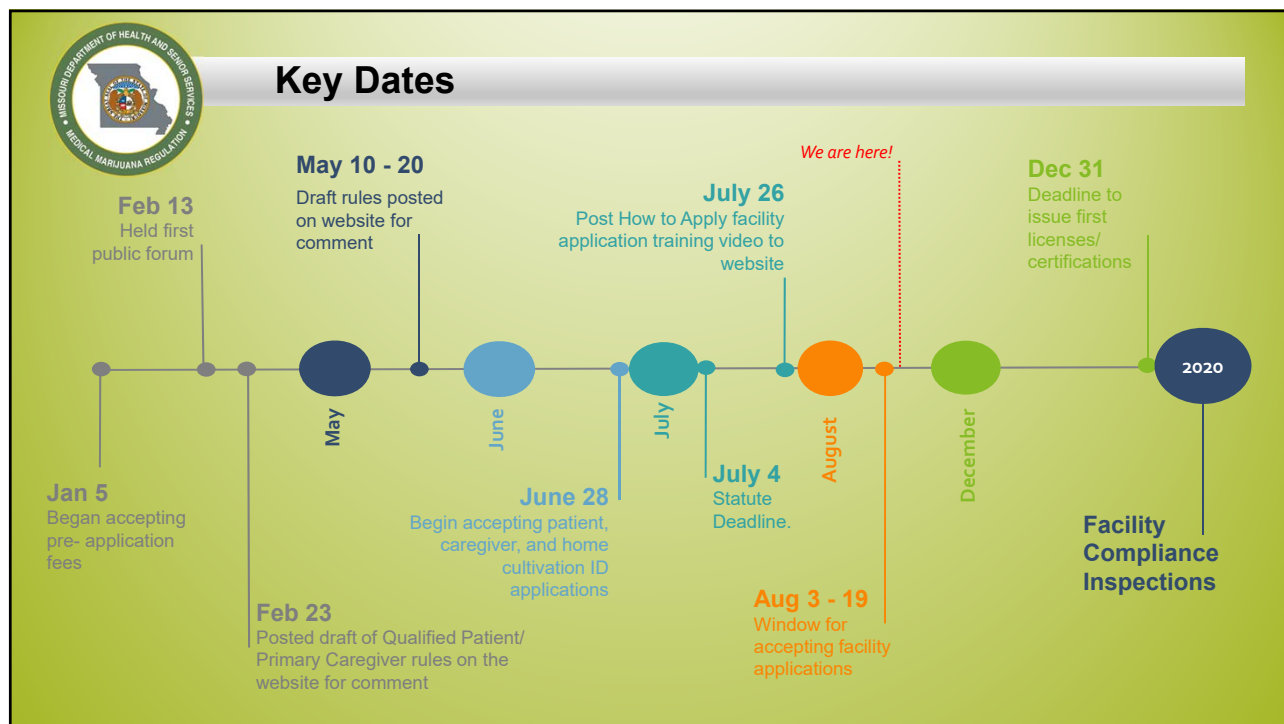 MISSOURI DEPARTMENT OF HEALTH AND SENIOR SERVICES
• MEDICAL MARIJUANA REGULATION •
Key Dates
We are here!
May 10 - 20
Draft rules posted
on website for
comment
Feb 13
Held first
public forum
July 26
Post How to Apply facility
application training video to
website
Dec 31
Deadline to
issue first
licenses/
certifications
May
June
July
August
December
2020
Jan 5
Began accepting
pre- application
fees
Feb 23
Posted draft of Qualified Patient/
Primary Caregiver rules on the
website for comment
June 28
Begin accepting patient,
caregiver, and home
cultivation ID
applications
July 4
Statute
Deadline.
Aug 3 - 19
Window for
accepting facility
applications
Facility
Compliance
Inspections